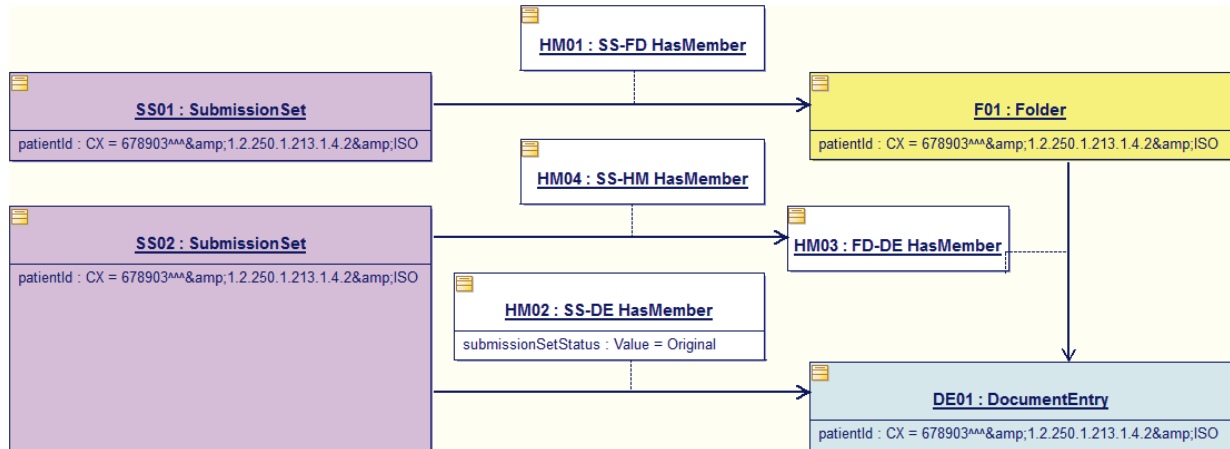 HM01 : SS-FD HasMember
SS01 : SubmissionSet
patientId : CX = 678903^^^&amp;1.2.250.1.213.1.4.2&amp;ISO
F01 : Folder
patientId : CX = 678903^^^&amp;1.2.250.1.213.1.4.2&amp;ISO
HM04 : SS-HM HasMember
SS02 : SubmissionSet
patientId : CX = 678903^^^&amp;1.2.250.1.213.1.4.2&amp;ISO
HM03 : FD-DE HasMember
HM02 : SS-DE HasMember
submissionSetStatus : Value = Original
DE01 : DocumentEntry
patientId : CX = 678903^^^&amp;1.2.250.1.213.1.4.2&amp;ISO